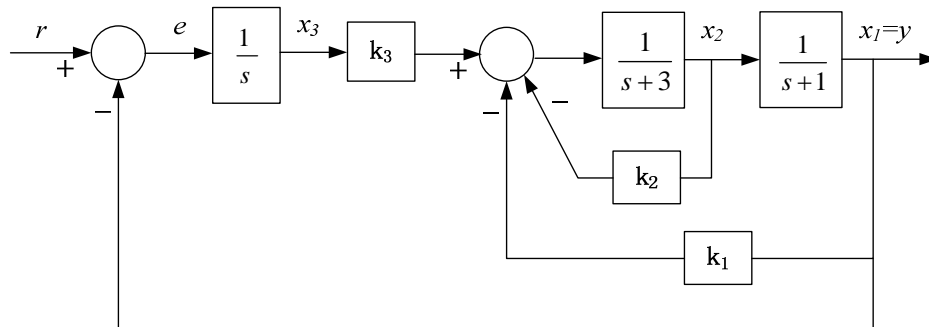 r
+
−
e
1
s
x3
k3
+
−
−
1
s + 3
x2
1
s + 1
x1=y
k2
k1